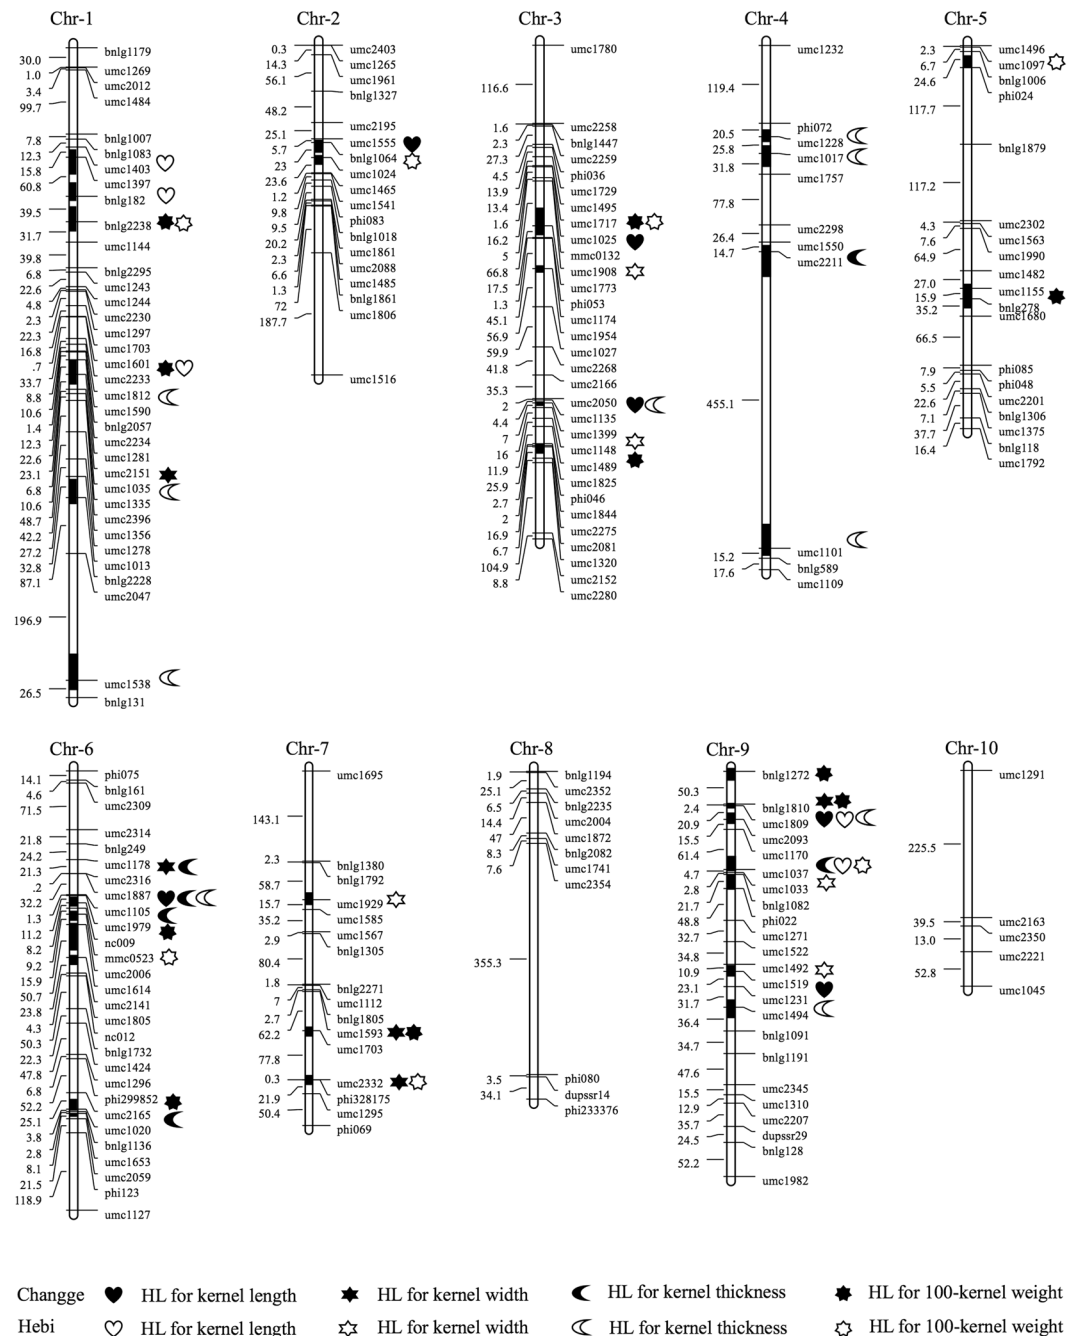 Chr-1
Chr-2
Chr-3
Chr-4
Chr-5
30.0
1.0
3.4
99.7
7.8
12.3
15.8
60.8
39.5
31.7
39.8
6.8
22.6
4.8
2.3
22.3
16.8
.7
33.7
8.8
10.6
1.4
12.3
22.6
23.1
6.8
10.6
48.7
42.2
27.2
32.8
87.1
196.9
26.5
bnlg1179
umc1269
umc2012
umc1484
bnlg1007
bnlg1083
umc1403
umc1397
bnlg182
bnlg2238
umc1144
bnlg2295
umc1243
umc1244
umc2230
umc1297
umc1703
umc1601
umc2233
umc1812
umc1590
bnlg2057
umc2234
umc1281
umc2151
umc1035
umc1335
umc2396
umc1356
umc1278
umc1013
bnlg2228
umc2047
umc1538
bnlg131
0.3
14.3
56.1
48.2
25.1
5.7
23
23.6
1.2
9.8
9.5
20.2
2.3
6.6
1.3
72
187.7
umc2403
umc1265
umc1961
bnlg1327
umc2195
umc1555
bnlg1064
umc1024
umc1465
umc1541
phi083
bnlg1018
umc1861
umc2088
umc1485
bnlg1861
umc1806
umc1516
116.6
1.6
2.3
27.3
4.5
13.9
13.4
1.6
16.2
5
66.8
17.5
1.3
45.1
56.9
59.9
41.8
35.3
2
4.4
7
16
11.9
25.9
2.7
2
16.9
6.7
104.9
8.8
umc1780
umc2258
bnlg1447
umc2259
phi036
umc1729
umc1495
umc1717
umc1025
mmc0132
umc1908
umc1773
phi053
umc1174
umc1954
umc1027
umc2268
umc2166
umc2050
umc1135
umc1399
umc1148
umc1489
umc1825
phi046
umc1844
umc2275
umc2081
umc1320
umc2152
umc2280
119.4
20.5
25.8
31.8
77.8
26.4
14.7
455.1
15.2
17.6
umc1232
phi072
umc1228
umc1017
umc1757
umc2298
umc1550
umc2211
umc1101
bnlg589
umc1109
2.3
6.7
24.6
117.7
117.2
4.3
7.6
64.9
27.0
15.9
35.2
66.5
7.9
5.5
22.6
7.1
37.7
16.4
umc1496
umc1097
bnlg1006
phi024
bnlg1879
umc2302
umc1563
umc1990
umc1482
umc1155
bnlg278
umc1680
phi085
phi048
umc2201
bnlg1306
umc1375
bnlg118
umc1792
Chr-6
Chr-7
Chr-8
Chr-9
Chr-10
14.1
4.6
71.5
21.8
24.2
21.3
.2
32.2
1.3
11.2
8.2
9.2
15.9
50.7
23.8
4.3
50.3
22.3
47.8
6.8
52.2
25.1
3.8
2.8
8.1
21.5
118.9
phi075
bnlg161
umc2309
umc2314
bnlg249
umc1178
umc2316
umc1887
umc1105
umc1979
nc009
mmc0523
umc2006
umc1614
umc2141
umc1805
nc012
bnlg1732
umc1424
umc1296
phi299852
umc2165
umc1020
bnlg1136
umc1653
umc2059
phi123
umc1127
143.1
2.3
58.7
15.7
35.2
2.9
80.4
1.8
7
2.7
62.2
77.8
0.3
21.9
50.4
umc1695
bnlg1380
bnlg1792
umc1929
umc1585
umc1567
bnlg1305
bnlg2271
umc1112
bnlg1805
umc1593
umc1703
umc2332
phi328175
umc1295
phi069
1.9
25.1
6.5
14.4
47
8.3
7.6
355.3
3.5
34.1
bnlg1194
umc2352
bnlg2235
umc2004
umc1872
bnlg2082
umc1741
umc2354
phi080
dupssr14
phi233376
50.3
2.4
20.9
15.5
61.4
4.7
2.8
21.7
48.8
32.7
34.8
10.9
23.1
31.7
36.4
34.7
47.6
15.5
12.9
35.7
24.5
52.2
bnlg1272
bnlg1810
umc1809
umc2093
umc1170
umc1037
umc1033
bnlg1082
phi022
umc1271
umc1522
umc1492
umc1519
umc1231
umc1494
bnlg1091
bnlg1191
umc2345
umc1310
umc2207
dupssr29
bnlg128
umc1982
225.5
39.5
13.0
52.8
umc1291
umc2163
umc2350
umc2221
umc1045
Changge HL for kernel length HL for kernel width HL for kernel thickness HL for 100-kernel weight
Hebi HL for kernel length HL for kernel width HL for kernel thickness HL for 100-kernel weight